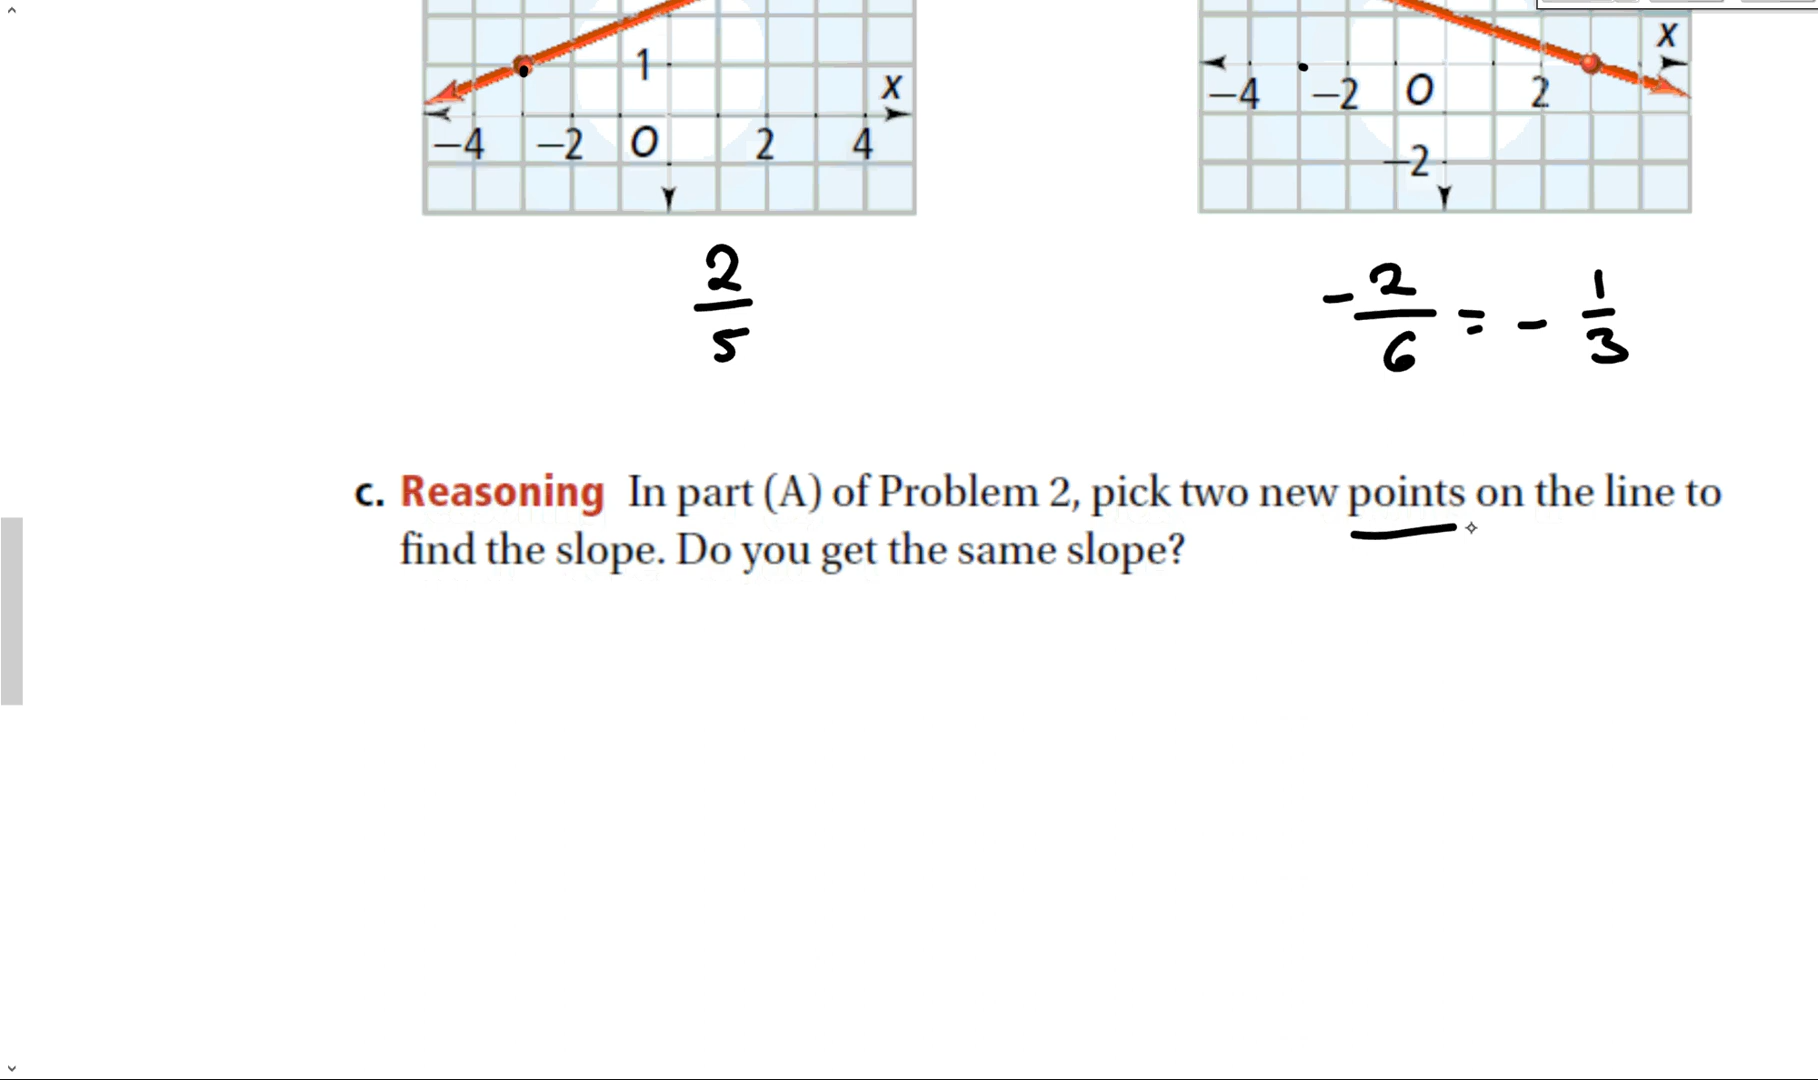 1
x
−4 −2 O 2 4
x
−4 −2 O 2
−2
2/5
-2/6 = - 1/3
c. Reasoning In part (A) of Problem 2, pick two new points on the line to
find the slope. Do you get the same slope?